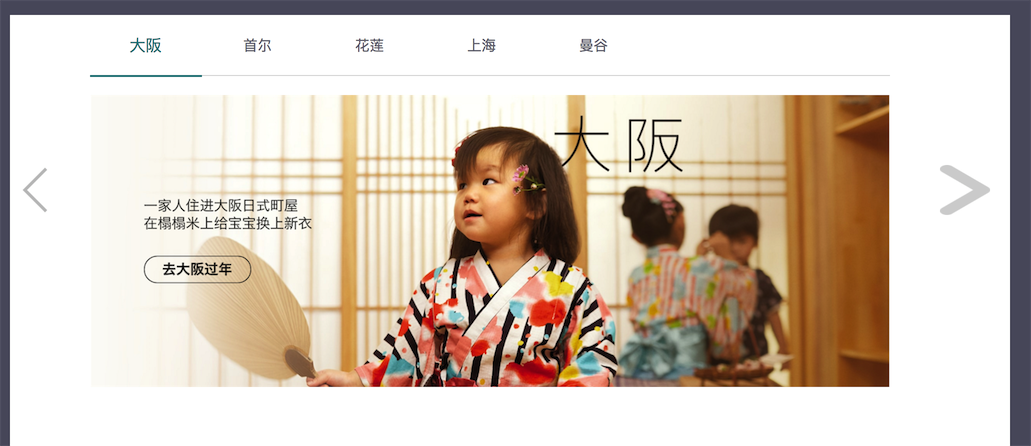 大阪
首尔
花莲
上海
曼谷
大阪
一家人住进大阪日式町屋
在榻榻米上给宝宝换上新衣
去大阪过年